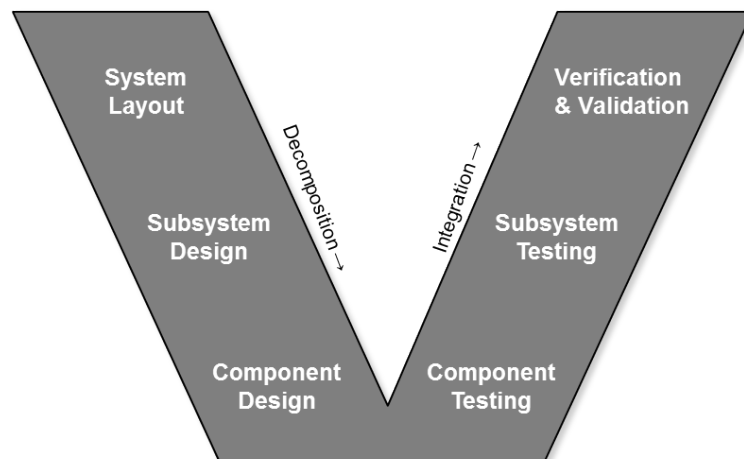 System
Layout
Decomposition →
Subsystem
Design
Component
Design
Verification
& Validation
Integration →
Subsystem
Testing
Component
Testing